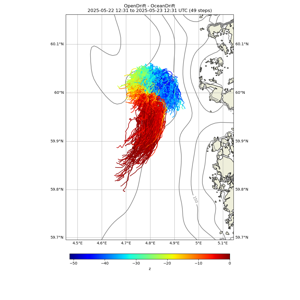 OpenDrift - OceanDrift
2025-05-22 12:31 to 2025-05-23 12:31 UTC (49 steps)
60.1°N 60.1°N
60°N 60°N
59.9°N 59.9°N
59.8°N 59.8°N
59.7°N 59.7°N
4.5°E 4.6°E 4.7°E 4.8°E 4.9°E 5°E 5.1°E
−50 −40 −30 −20 −10 0
z